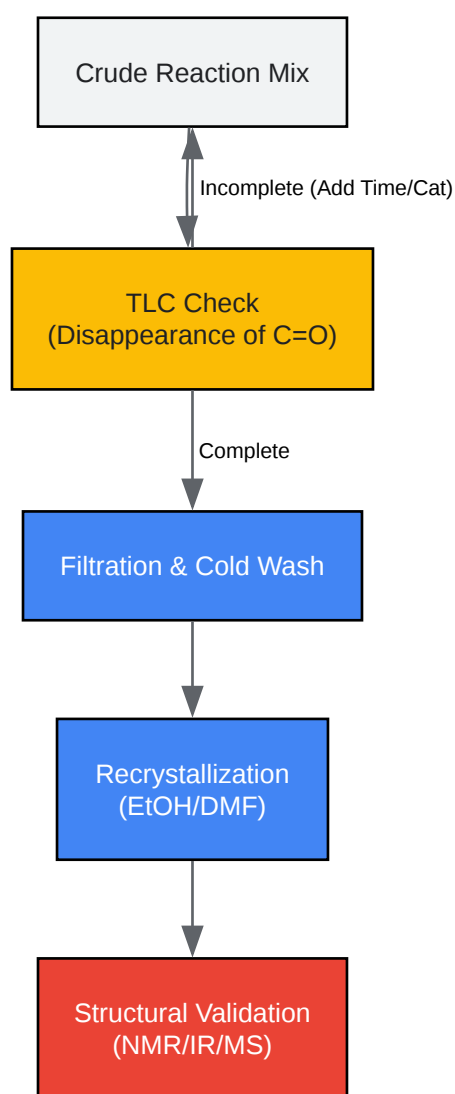 Crude Reaction Mix
Incomplete (Add Time/Cat)
TLC Check
(Disappearance of C=O)
Complete
Filtration & Cold Wash
Recrystallization
(EtOH/DMF)
Structural Validation
(NMR/IR/MS)